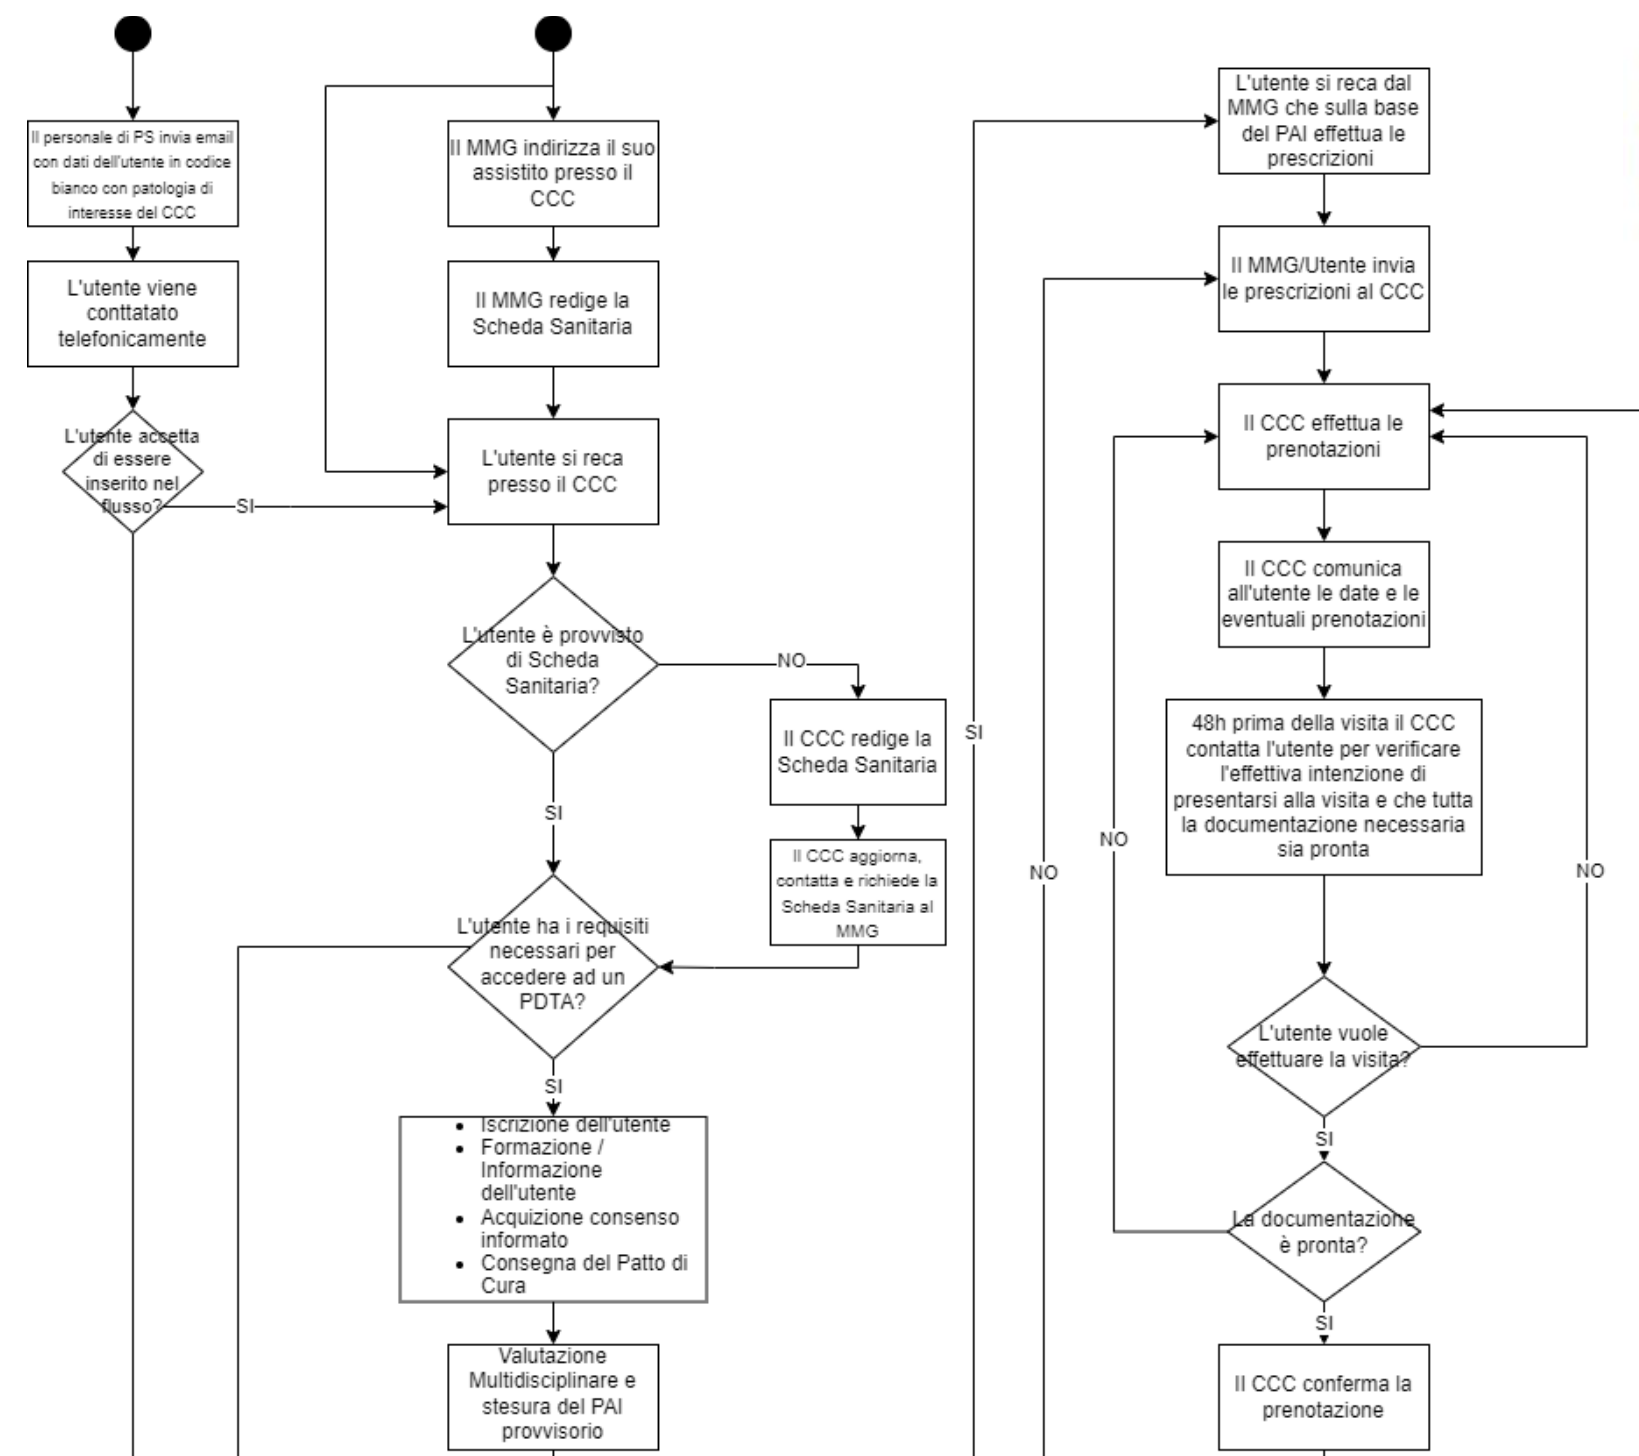 Il personale di PS invia email
con dati dell'utente in codice
bianco con patologia di
interesse del CCC
L'utente viene
conttatato
telefonicamente
L'utente accetta
di essere
inserito nel
flusso?
SI
Il MMG indirizza il suo
assistito presso il
CCC
Il MMG redige la
Scheda Sanitaria
L'utente si reca
presso il CCC
L'utente è provvisto
di Scheda
Sanitaria?
NO
Il CCC redige la
Scheda Sanitaria
Il CCC aggiorna,
contatta e richiede la
Scheda Sanitaria al
MMG
SI
L'utente ha i requisiti
necessari per
accedere ad un
PDTA?
SI
Iscrizione dell'utente
Formazione /
Informazione
dell'utente
Acquizione consenso
informato
Consegna del Patto di
Cura
Valutazione
Multidisciplinare e
stesura del PAI
provvisorio
SI
L'utente si reca dal
MMG che sulla base
del PAI effettua le
prescrizioni
Il MMG/Utente invia
le prescrizioni al CCC
NO
Il CCC effettua le
prenotazioni
Il CCC comunica
all'utente le date e le
eventuali prenotazioni
48h prima della visita il CCC
contatta l'utente per verificare
l'effettiva intenzione di
presentarsi alla visita e che tutta
la documentazione necessaria
sia pronta
NO
NO
L'utente vuole
effettuare la visita?
SI
La documentazione
è pronta?
SI
Il CCC conferma la
prenotazione